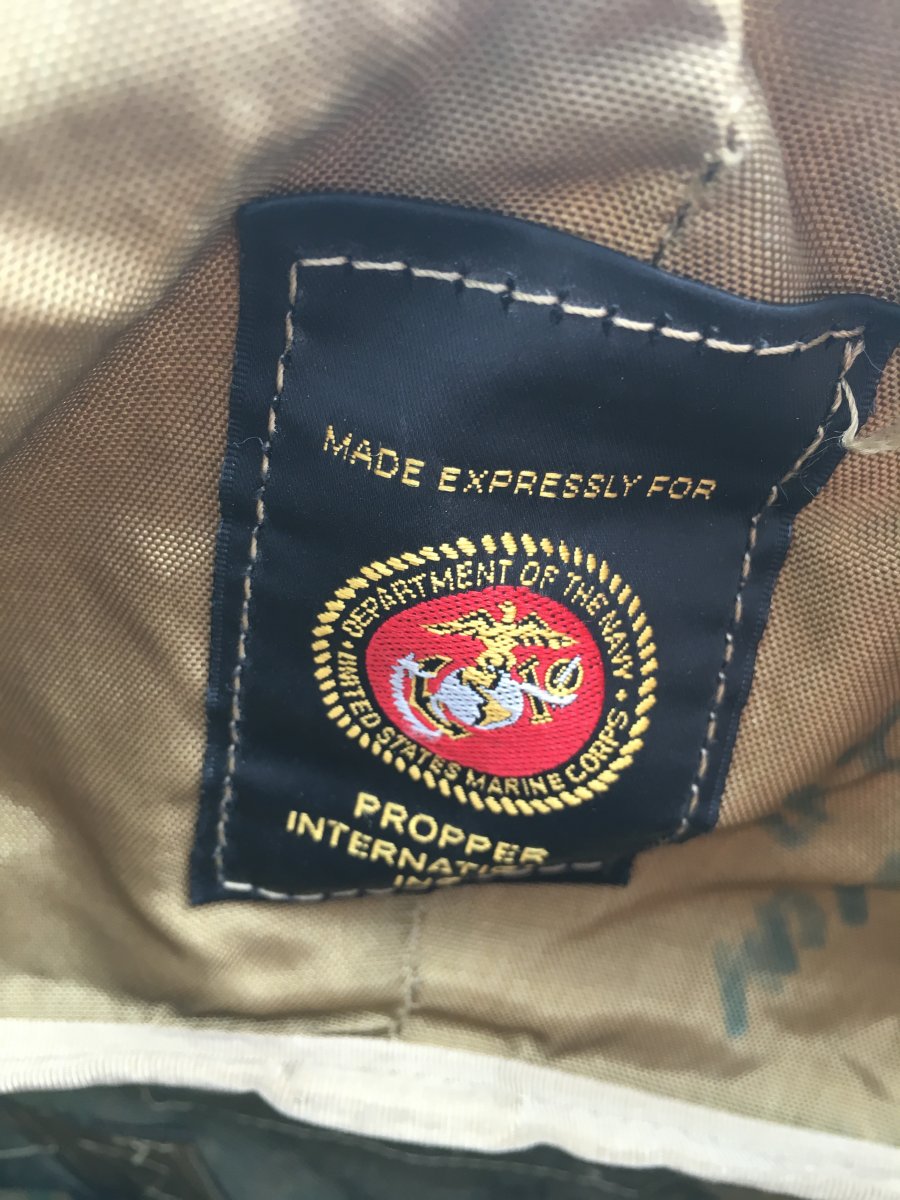 MADE EXPRESSLY FOR
DEPARTMENT OF THE NAVY
UNITED STATES MARINE CORPS
PROPPER